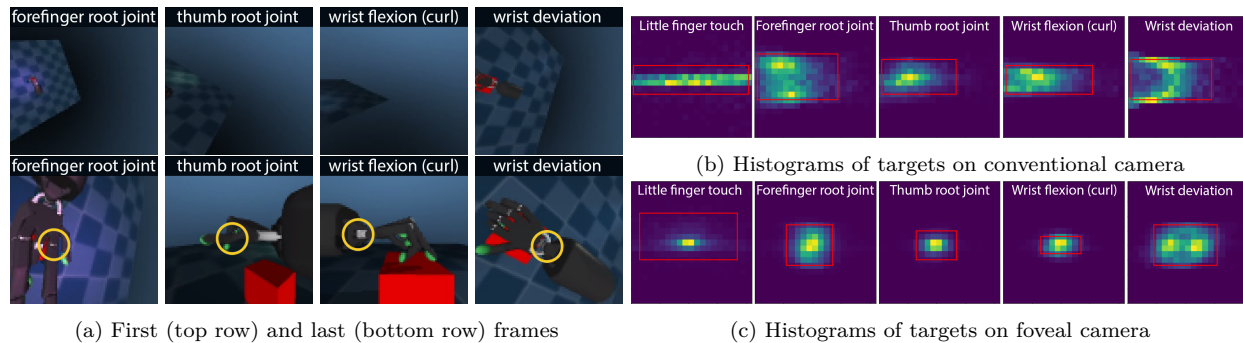 forefinger root joint thumb root joint wrist flexion (curl) wrist deviation
forefinger root joint thumb root joint wrist flexion (curl) wrist deviation
(a) First (top row) and last (bottom row) frames
Little finger touch Forefinger root joint Thumb root joint Wrist flexion (curl) Wrist deviation
(b) Histograms of targets on conventional camera
Little finger touch Forefinger root joint Thumb root joint Wrist flexion (curl) Wrist deviation
(c) Histograms of targets on foveal camera